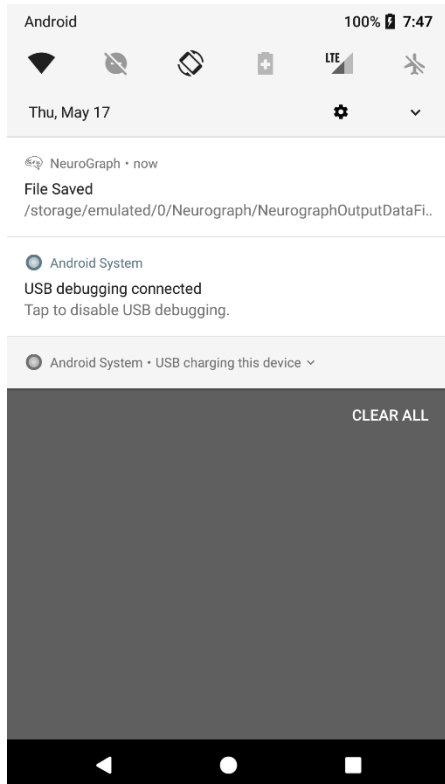 Android 100% 7:47
LTE
Thu, May 17
NeuroGraph • now
File Saved
/storage/emulated/0/Neurograph/NeurographOutputDataFi..
Android System
USB debugging connected
Tap to disable USB debugging.
Android System • USB charging this device
CLEAR ALL